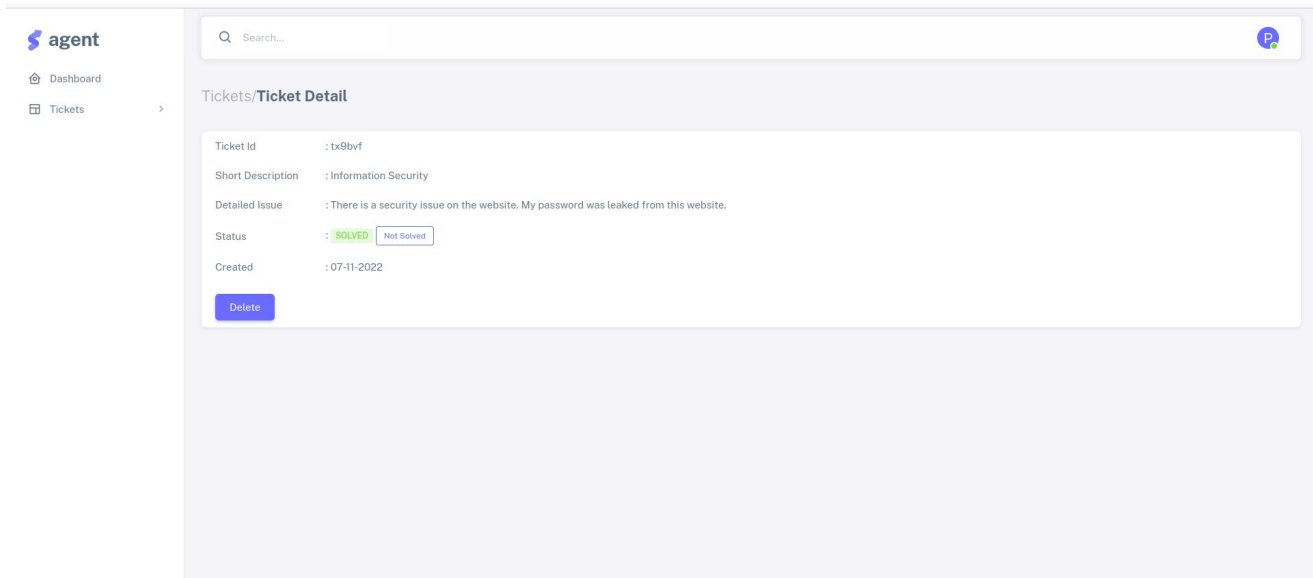 agent
Dashboard
Tickets
Search...
P
Tickets/Ticket Detail
Ticket Id : tx9bvf
Short Description : Information Security
Detailed Issue : There is a security issue on the website. My password was leaked from this website.
Status : SOLVED Not Solved
Created : 07-11-2022
Delete